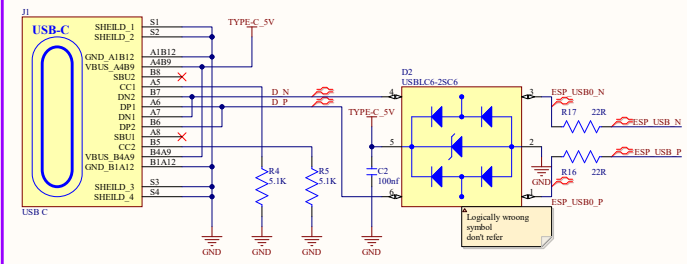 J1
USB-C
SHEILD_1
SHEILD_2
GND_A1B12
VBUS_A4B9
SBU2
CC1
DN2
DP1
DN1
DP2
SBU1
CC2
VBUS_B4A9
GND_B1A12
SHEILD_3
SHEILD_4
USB C
S1
S2
A1B12
A4B9
B8
A5
B7
A6
A7
B6
A8
B5
B4A9
B1A12
S3
S4
TYPE-C_5V
D_N
D_P
R4
5.1K
R5
5.1K
GND
GND
GND
TYPE-C_5V
C2
100nf
GND
D2
USBLC6-2SC6
4
5
6
3
2
1
GND
ESP_USB0_N
R17
22R
ESP_USB_N
ESP_USB_P
R16
22R
ESP_USB0_P
Logically wroong
symbol
don't refer